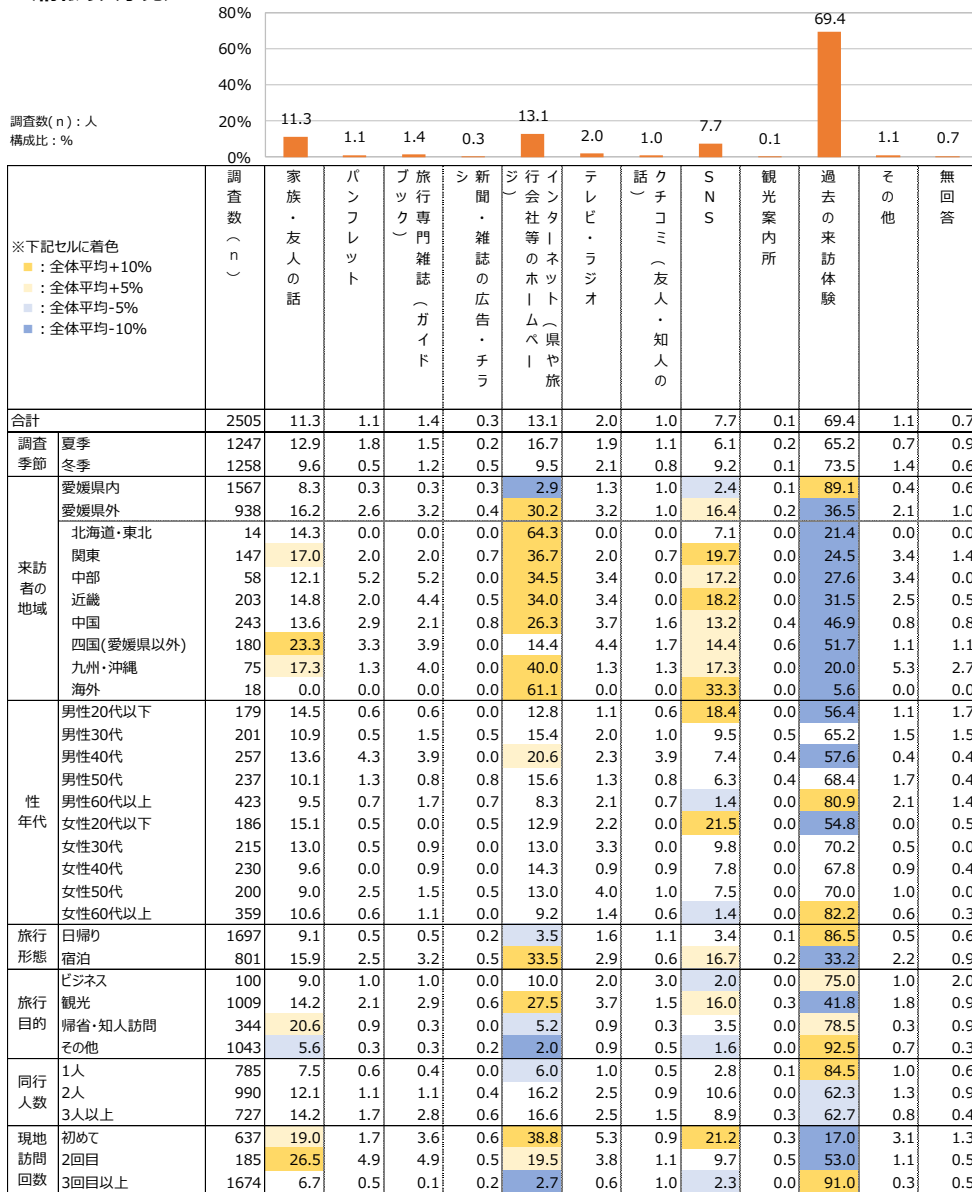 80%
60%
40%
20%
0%
11.3 1.1 1.4 0.3 13.1 2.0 1.0 7.7 0.1 69.4 1.1 0.7
調査数(n):人
構成比:%
※下記セルに着色
■:全体平均+10%
■:全体平均+5%
■:全体平均-5%
■:全体平均-10%
調査数(n)
家族・友人の話
パンフレット
旅行専門雑誌(ガイドブック)
新聞・雑誌の広告・チラシ
インターネット(県や旅行会社等のホームページ)
テレビ・ラジオ
クチコミ(友人・知人の話)
SNS
観光案内所
過去の来訪体験
その他
無回答
合計 2505 11.3 1.1 1.4 0.3 13.1 2.0 1.0 7.7 0.1 69.4 1.1 0.7
調査季節
夏季 1247 12.9 1.8 1.5 0.2 16.7 1.9 1.1 6.1 0.2 65.2 0.7 0.9
冬季 1258 9.6 0.5 1.2 0.5 9.5 2.1 0.8 9.2 0.1 73.5 1.4 0.6
来訪者の地域
愛媛県内 1567 8.3 0.3 0.3 0.3 2.9 1.3 1.0 2.4 0.1 89.1 0.4 0.6
愛媛県外 938 16.2 2.6 3.2 0.4 30.2 3.2 1.0 16.4 0.2 36.5 2.1 1.0
北海道・東北 14 14.3 0.0 0.0 0.0 64.3 0.0 0.0 7.1 0.0 21.4 0.0 0.0
関東 147 17.0 2.0 2.0 0.7 36.7 2.0 0.7 19.7 0.0 24.5 3.4 1.4
中部 58 12.1 5.2 5.2 0.0 34.5 3.4 0.0 17.2 0.0 27.6 3.4 0.0
近畿 203 14.8 2.0 4.4 0.5 34.0 3.4 0.0 18.2 0.0 31.5 2.5 0.5
中国 243 13.6 2.9 2.1 0.8 26.3 3.7 1.6 13.2 0.4 46.9 0.8 0.8
四国(愛媛県以外) 180 23.3 3.3 3.9 0.0 14.4 4.4 1.7 14.4 0.6 51.7 1.1 1.1
九州・沖縄 75 17.3 1.3 4.0 0.0 40.0 1.3 1.3 17.3 0.0 20.0 5.3 2.7
海外 18 0.0 0.0 0.0 0.0 61.1 0.0 0.0 33.3 0.0 5.6 0.0 0.0
性年代
男性20代以下 179 14.5 0.6 0.6 0.0 12.8 1.1 0.6 18.4 0.0 56.4 1.1 1.7
男性30代 201 10.9 0.5 1.5 0.5 15.4 2.0 1.0 9.5 0.5 65.2 1.5 1.5
男性40代 257 13.6 4.3 3.9 0.0 20.6 2.3 3.9 7.4 0.4 57.6 0.4 0.4
男性50代 237 10.1 1.3 0.8 0.8 15.6 1.3 0.8 6.3 0.4 68.4 1.7 0.4
男性60代以上 423 9.5 0.7 1.7 0.7 8.3 2.1 0.7 1.4 0.0 80.9 2.1 1.4
女性20代以下 186 15.1 0.5 0.0 0.5 12.9 2.2 0.0 21.5 0.0 54.8 0.0 0.5
女性30代 215 13.0 0.5 0.9 0.0 13.0 3.3 0.0 9.8 0.0 70.2 0.5 0.0
女性40代 230 9.6 0.0 0.9 0.0 14.3 0.9 0.9 7.8 0.0 67.8 0.9 0.4
女性50代 200 9.0 2.5 1.5 0.5 13.0 4.0 1.0 7.5 0.0 70.0 1.0 0.0
女性60代以上 359 10.6 0.6 1.1 0.0 9.2 1.4 0.6 1.4 0.0 82.2 0.6 0.3
旅行形態
日帰り 1697 9.1 0.5 0.5 0.2 3.5 1.6 1.1 3.4 0.1 86.5 0.5 0.6
宿泊 801 15.9 2.5 3.2 0.5 33.5 2.9 0.6 16.7 0.2 33.2 2.2 0.9
旅行目的
ビジネス 100 9.0 1.0 1.0 0.0 10.0 2.0 3.0 2.0 0.0 75.0 1.0 2.0
観光 1009 14.2 2.1 2.9 0.6 27.5 3.7 1.5 16.0 0.3 41.8 1.8 0.9
帰省・知人訪問 344 20.6 0.9 0.3 0.0 5.2 0.9 0.3 3.5 0.0 78.5 0.3 0.9
その他 1043 5.6 0.3 0.3 0.2 2.0 0.9 0.5 1.6 0.0 92.5 0.7 0.3
同行人数
1人 785 7.5 0.6 0.4 0.0 6.0 1.0 0.5 2.8 0.1 84.5 1.0 0.6
2人 990 12.1 1.1 1.1 0.4 16.2 2.5 0.9 10.6 0.0 62.3 1.3 0.9
3人以上 727 14.2 1.7 2.8 0.6 16.6 2.5 1.5 8.9 0.3 62.7 0.8 0.4
現地訪問回数
初めて 637 19.0 1.7 3.6 0.6 38.8 5.3 0.9 21.2 0.3 17.0 3.1 1.3
2回目 185 26.5 4.9 4.9 0.5 19.5 3.8 1.1 9.7 0.5 53.0 1.1 0.5
3回目以上 1674 6.7 0.5 0.1 0.2 2.7 0.6 1.0 2.3 0.0 91.0 0.3 0.5